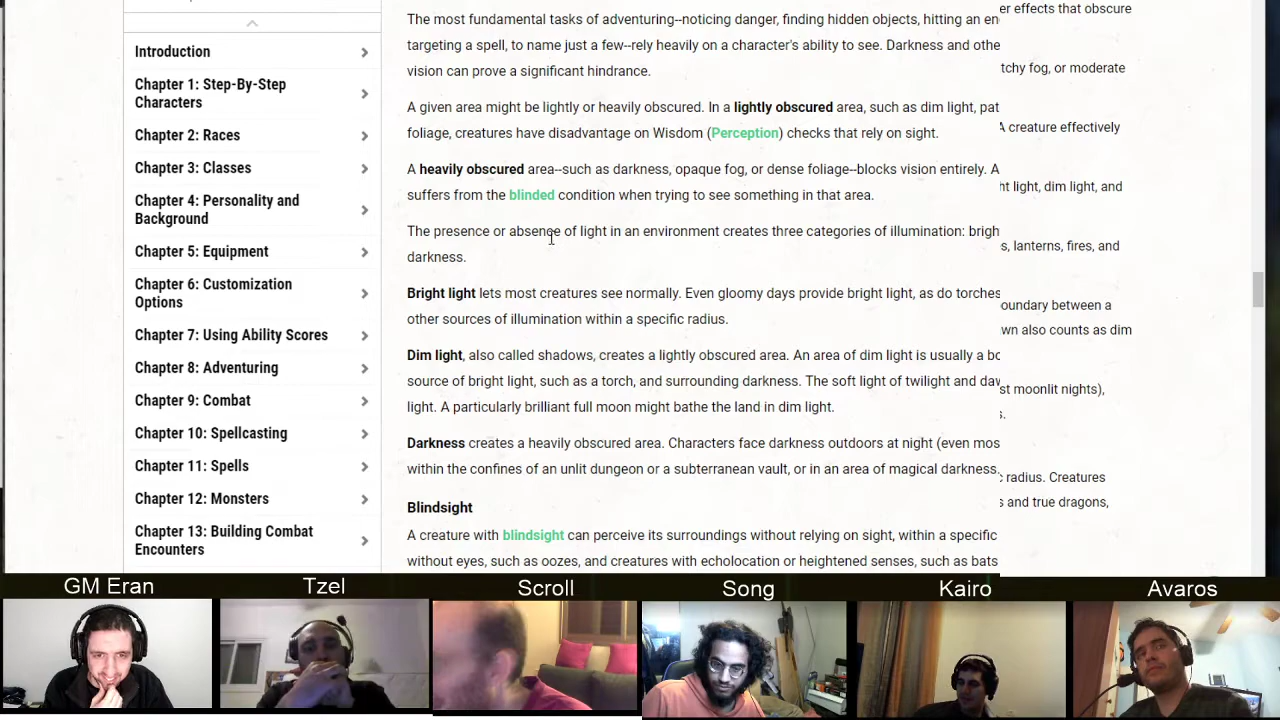 Introduction
Chapter 1: Step-By-Step
Characters
Chapter 2: Races
Chapter 3: Classes
Chapter 4: Personality and
Background
Chapter 5: Equipment
Chapter 6: Customization
Options
Chapter 7: Using Ability Scores
Chapter 8: Adventuring
Chapter 9: Combat
Chapter 10: Spellcasting
Chapter 11: Spells
Chapter 12: Monsters
Chapter 13: Building Combat
Encounters
The most fundamental tasks of adventuring--noticing danger, finding hidden objects, hitting an en
targeting a spell, to name just a few--rely heavily on a character's ability to see. Darkness and othe
vision can prove a significant hindrance.
A given area might be lightly or heavily obscured. In a lightly obscured area, such as dim light, pat
foliage, creatures have disadvantage on Wisdom (Perception) checks that rely on sight.
A heavily obscured area--such as darkness, opaque fog, or dense foliage--blocks vision entirely. A
suffers from the blinded condition when trying to see something in that area.
The presence or absence of light in an environment creates three categories of illumination: brigh
darkness.
Bright light lets most creatures see normally. Even gloomy days provide bright light, as do torches
other sources of illumination within a specific radius.
Dim light, also called shadows, creates a lightly obscured area. An area of dim light is usually a bo
source of bright light, such as a torch, and surrounding darkness. The soft light of twilight and daw
light. A particularly brilliant full moon might bathe the land in dim light.
Darkness creates a heavily obscured area. Characters face darkness outdoors at night (even mos
within the confines of an unlit dungeon or a subterranean vault, or in an area of magical darkness.
Blindsight
A creature with blindsight can perceive its surroundings without relying on sight, within a specific
without eyes, such as oozes, and creatures with echolocation or heightened senses, such as bats
er effects that obscure
tchy fog, or moderate
A creature effectively
ht light, dim light, and
s, lanterns, fires, and
oundary between a
wn also counts as dim
st moonlit nights),
s.
c radius. Creatures
s and true dragons,
GM Eran
Tzel
Scroll
Song
Kairo
Avaros